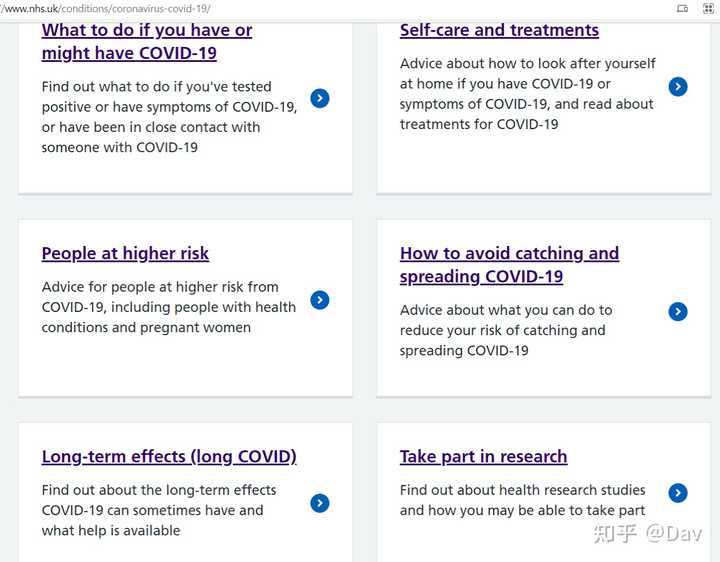 /www.nhs.uk/conditions/coronavirus-covid-19/
What to do if you have or
might have COVID-19
Find out what to do if you've tested
positive or have symptoms of COVID-19,
or have been in close contact with
someone with COVID-19
Self-care and treatments
Advice about how to look after yourself
at home if you have COVID-19 or
symptoms of COVID-19, and read about
treatments for COVID-19
People at higher risk
Advice for people at higher risk from
COVID-19, including people with health
conditions and pregnant women
How to avoid catching and
spreading COVID-19
Advice about what you can do to
reduce your risk of catching and
spreading COVID-19
Long-term effects (long COVID)
Find out about the long-term effects
COVID-19 can sometimes have and
what help is available
Take part in research
Find out about health research studies
and how you may be able to take part
知乎 @Dav